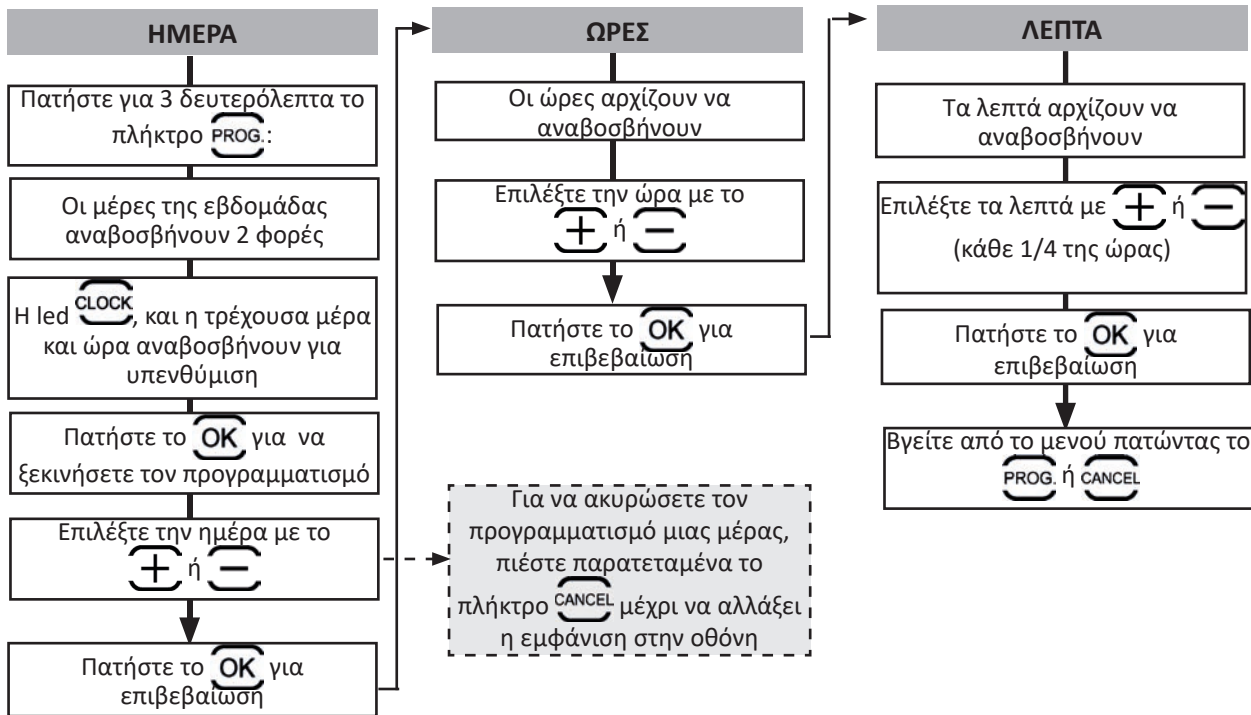 ΗΜΕΡΑ
Πατήστε για 3 δευτερόλεπτα το
πλήκτρο PROG.:
Οι μέρες της εβδομάδας
αναβοσβήνουν 2 φορές
Η led CLOCK, και η τρέχουσα μέρα
και ώρα αναβοσβήνουν για
υπενθύμιση
Πατήστε το OK για να
ξεκινήσετε τον προγραμματισμό
Επιλέξτε την ημέρα με το
+ ή −
Πατήστε το OK για
επιβεβαίωση
Για να ακυρώσετε τον
προγραμματισμό μιας μέρας,
πιέστε παρατεταμένα το
πλήκτρο CANCEL μέχρι να αλλάξει
η εμφάνιση στην οθόνη
ΩΡΕΣ
Οι ώρες αρχίζουν να
αναβοσβήνουν
Επιλέξτε την ώρα με το
+ ή −
Πατήστε το OK για
επιβεβαίωση
ΛΕΠΤΑ
Τα λεπτά αρχίζουν να
αναβοσβήνουν
Επιλέξτε τα λεπτά με + ή −
(κάθε 1/4 της ώρας)
Πατήστε το OK για
επιβεβαίωση
Βγείτε από το μενού πατώντας το
PROG. ή CANCEL